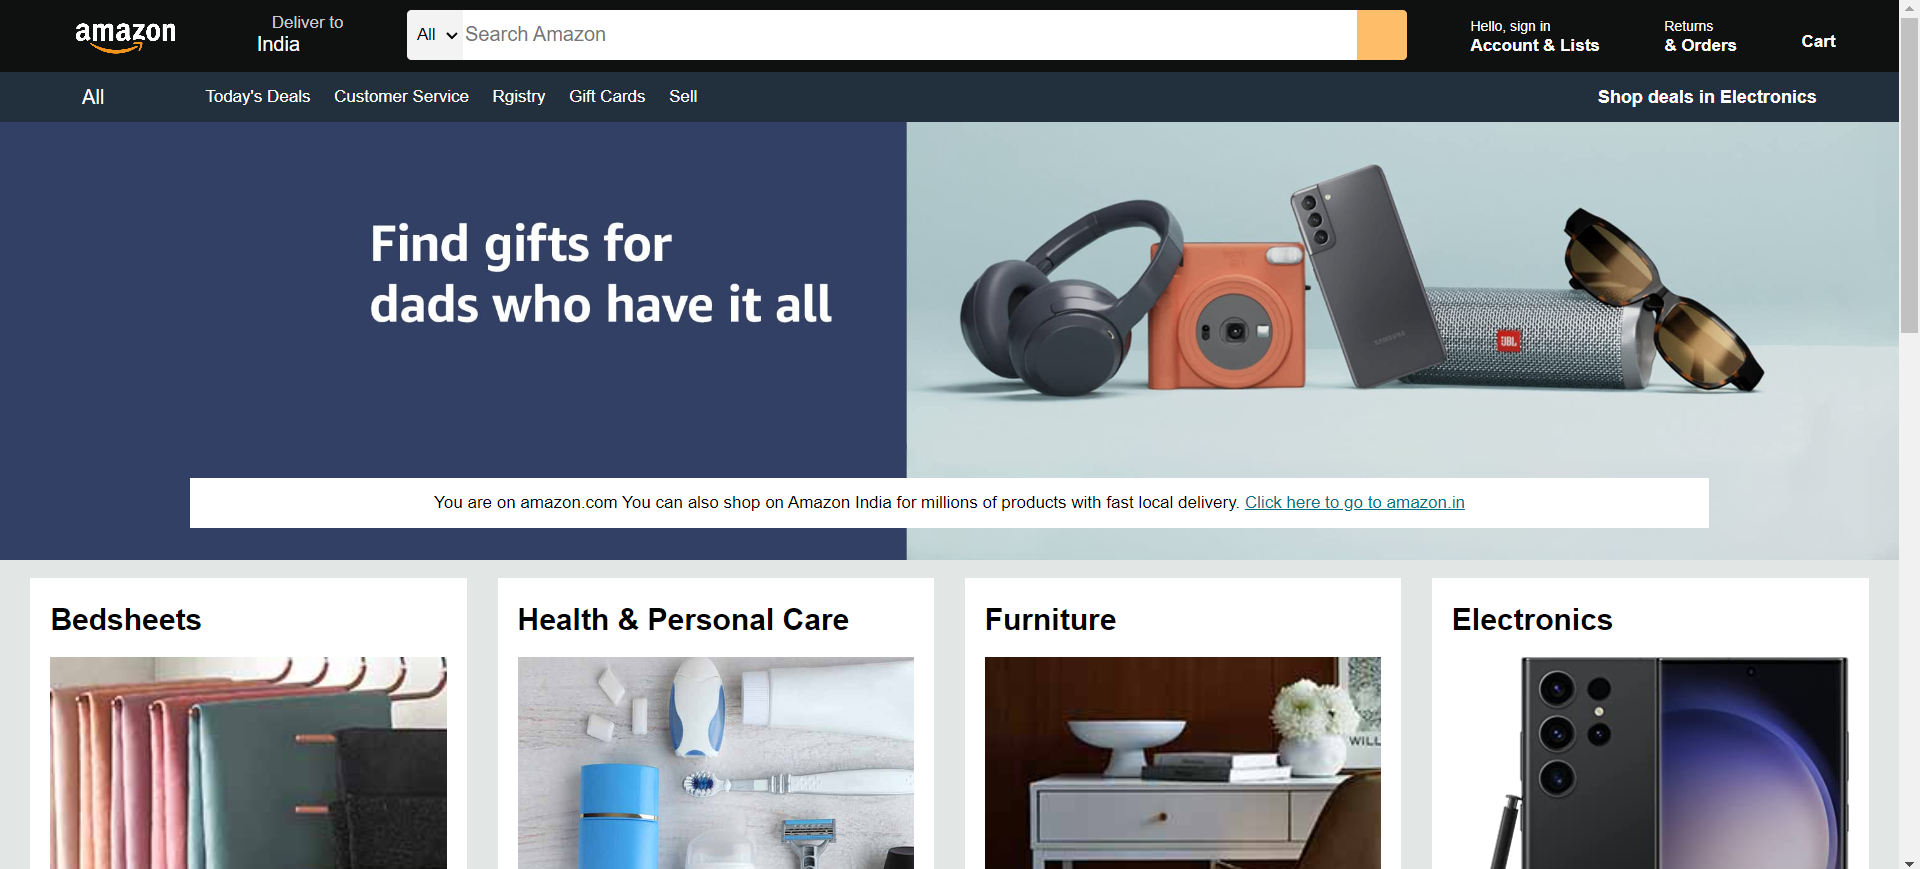 amazon
Deliver to
India
All
Search Amazon
Hello, sign in
Account & Lists
Returns
& Orders
Cart
All
Today's Deals
Customer Service
Rgistry
Gift Cards
Sell
Shop deals in Electronics
Find gifts for
dads who have it all
SAMSUNG
JBL
You are on amazon.com You can also shop on Amazon India for millions of products with fast local delivery. Click here to go to amazon.in
Bedsheets
Health & Personal Care
Furniture
Electronics
WILL